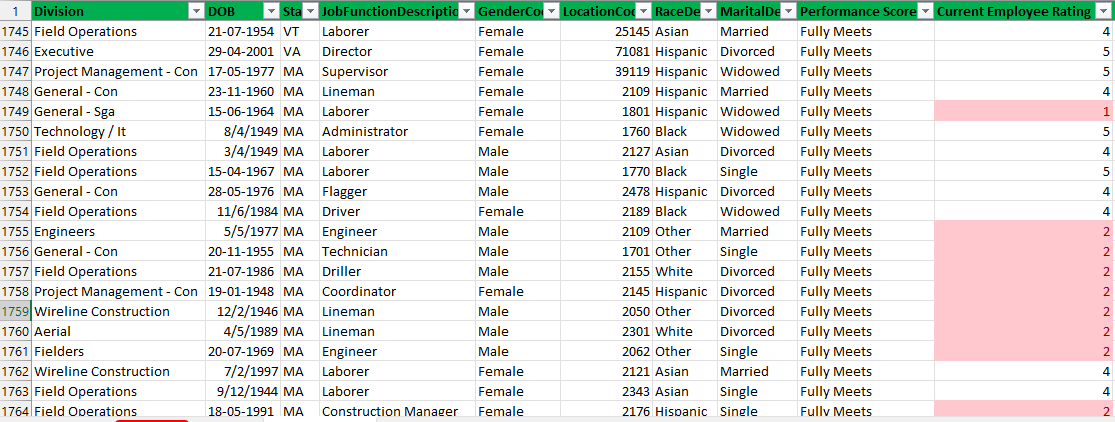 1 Division DOB Sta JobFunctionDescriptio GenderCo LocationCo RaceDe MaritalDe Performance Score Current Employee Rating
1745 Field Operations 21-07-1954 VT Laborer Female 25145 Asian Married Fully Meets 4
1746 Executive 29-04-2001 VA Director Female 71081 Hispanic Divorced Fully Meets 5
1747 Project Management - Con 17-05-1977 MA Supervisor Female 39119 Hispanic Widowed Fully Meets 5
1748 General - Con 23-11-1960 MA Lineman Female 2109 Hispanic Married Fully Meets 4
1749 General - Sga 15-06-1964 MA Laborer Female 1801 Hispanic Widowed Fully Meets 1
1750 Technology / It 8/4/1949 MA Administrator Female 1760 Black Widowed Fully Meets 5
1751 Field Operations 3/4/1949 MA Laborer Male 2127 Asian Divorced Fully Meets 4
1752 Field Operations 15-04-1967 MA Laborer Male 1770 Black Single Fully Meets 5
1753 General - Con 28-05-1976 MA Flagger Male 2478 Hispanic Divorced Fully Meets 4
1754 Field Operations 11/6/1984 MA Driver Female 2189 Black Widowed Fully Meets 4
1755 Engineers 5/5/1977 MA Engineer Male 2109 Other Married Fully Meets 2
1756 General - Con 20-11-1955 MA Technician Male 1701 Other Single Fully Meets 2
1757 Field Operations 21-07-1986 MA Driller Male 2155 White Divorced Fully Meets 2
1758 Project Management - Con 19-01-1948 MA Coordinator Female 2145 Hispanic Divorced Fully Meets 2
1759 Wireline Construction 12/2/1946 MA Lineman Male 2050 Other Divorced Fully Meets 2
1760 Aerial 4/5/1989 MA Lineman Male 2301 White Divorced Fully Meets 2
1761 Fielders 20-07-1969 MA Engineer Male 2062 Other Single Fully Meets 2
1762 Wireline Construction 7/2/1997 MA Laborer Female 2121 Asian Married Fully Meets 4
1763 Field Operations 9/12/1944 MA Laborer Female 2343 Asian Single Fully Meets 4
1764 Field Operations 18-05-1991 MA Construction Manager Female 2176 Hispanic Single Fully Meets 2